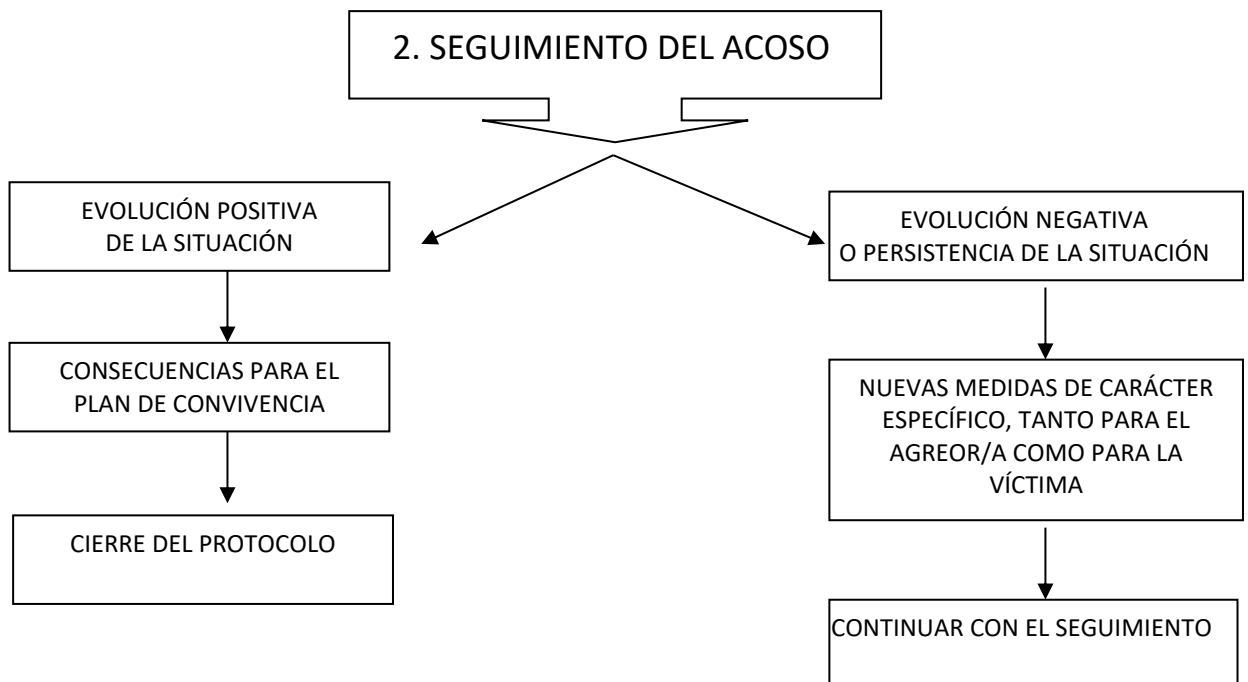 2. SEGUIMIENTO DEL ACOSO
EVOLUCIÓN POSITIVA
DE LA SITUACIÓN
CONSECUENCIAS PARA EL
PLAN DE CONVIVENCIA
CIERRE DEL PROTOCOLO
EVOLUCIÓN NEGATIVA
O PERSISTENCIA DE LA SITUACIÓN
NUEVAS MEDIDAS DE CARÁCTER
ESPECÍFICO, TANTO PARA EL
AGREOR/A COMO PARA LA
VÍCTIMA
CONTINUAR CON EL SEGUIMIENTO